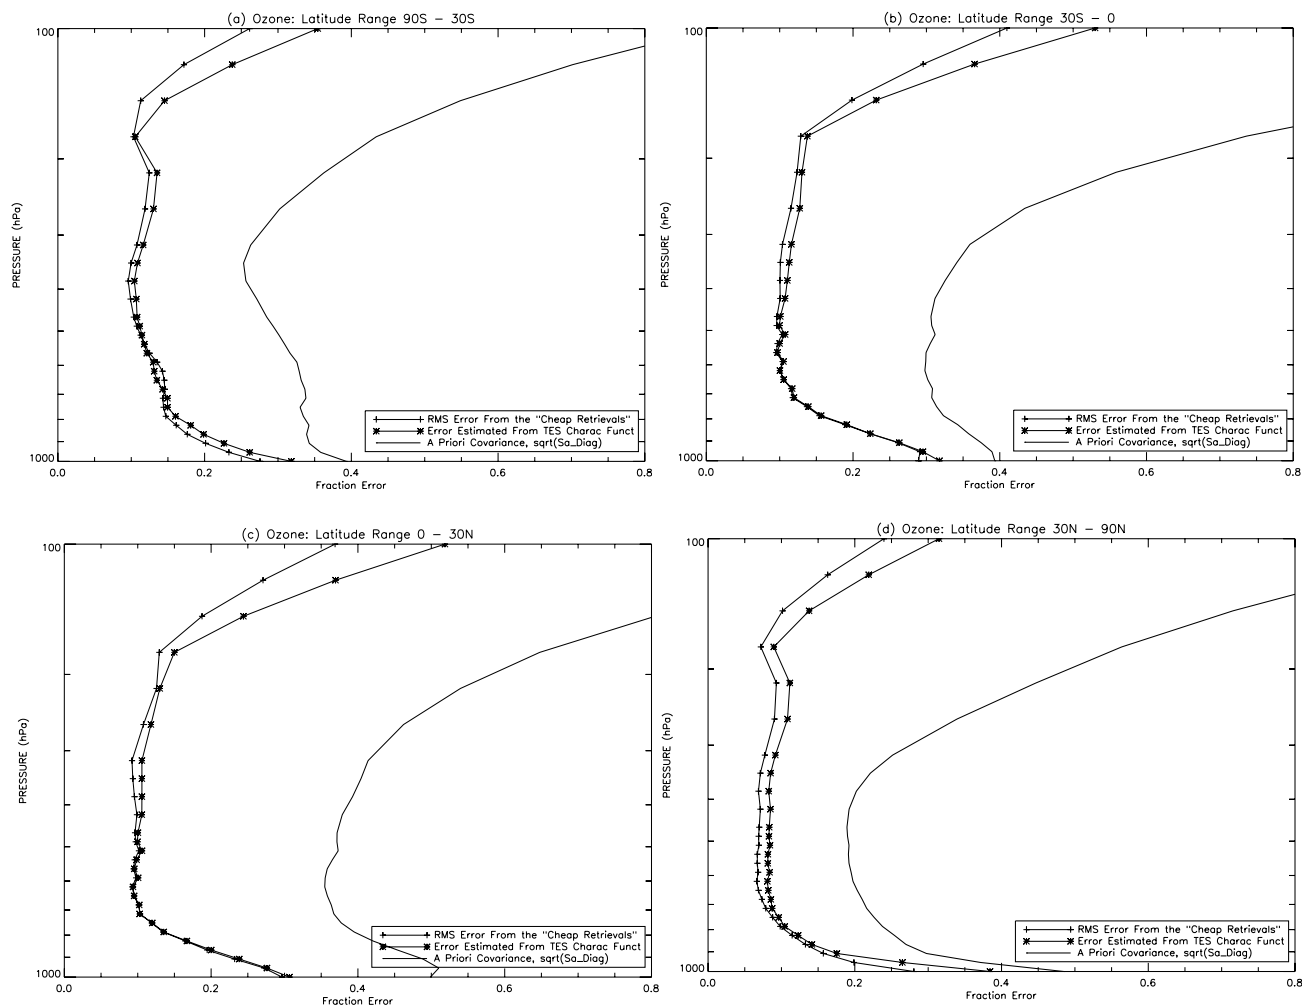 (a) Ozone: Latitude Range 90S - 30S
100
PRESSURE (hPa)
RMS Error From the "Cheap Retrievals"
Error Estimated From TES Charac Funct
A Priori Covariance, sqrt(Sa_Diag)
1000
0.0 0.2 0.4 0.6 0.8
Fraction Error
(b) Ozone: Latitude Range 30S - 0
100
PRESSURE (hPa)
RMS Error From the "Cheap Retrievals"
Error Estimated From TES Charac Funct
A Priori Covariance, sqrt(Sa_Diag)
1000
0.0 0.2 0.4 0.6 0.8
Fraction Error
(c) Ozone: Latitude Range 0 - 30N
100
PRESSURE (hPa)
RMS Error From the "Cheap Retrievals"
Error Estimated From TES Charac Funct
A Priori Covariance, sqrt(Sa_Diag)
1000
0.0 0.2 0.4 0.6 0.8
Fraction Error
(d) Ozone: Latitude Range 30N - 90N
100
PRESSURE (hPa)
RMS Error From the "Cheap Retrievals"
Error Estimated From TES Charac Funct
A Priori Covariance, sqrt(Sa_Diag)
1000
0.0 0.2 0.4 0.6 0.8
Fraction Error